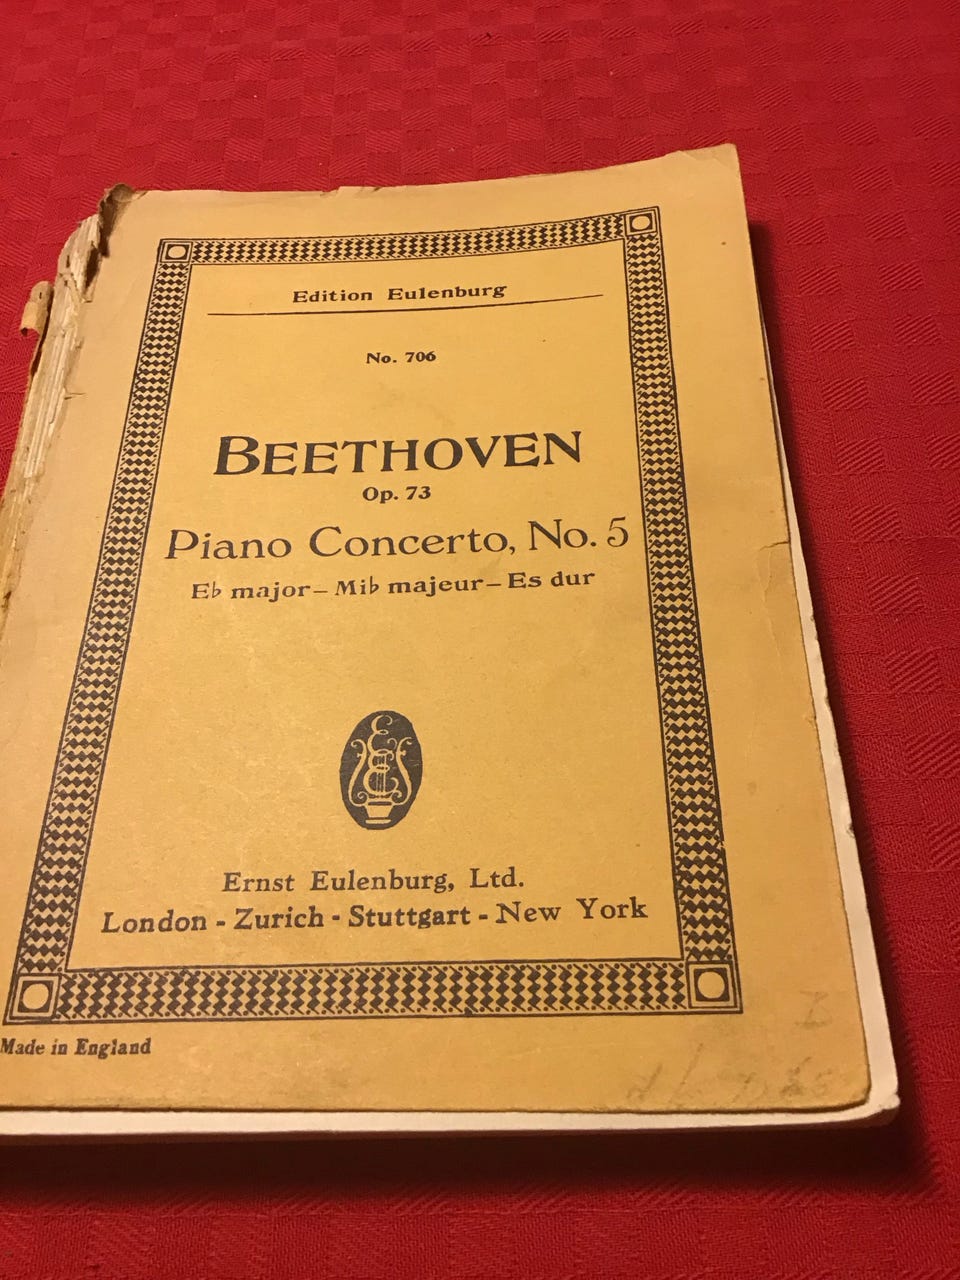 Edition Eulenburg
No. 706
BEETHOVEN
Op. 73
Piano Concerto, No. 5
E♭ major – Mi♭ majeur – Es dur
Ernst Eulenburg, Ltd.
London - Zurich - Stuttgart - New York
Made in England